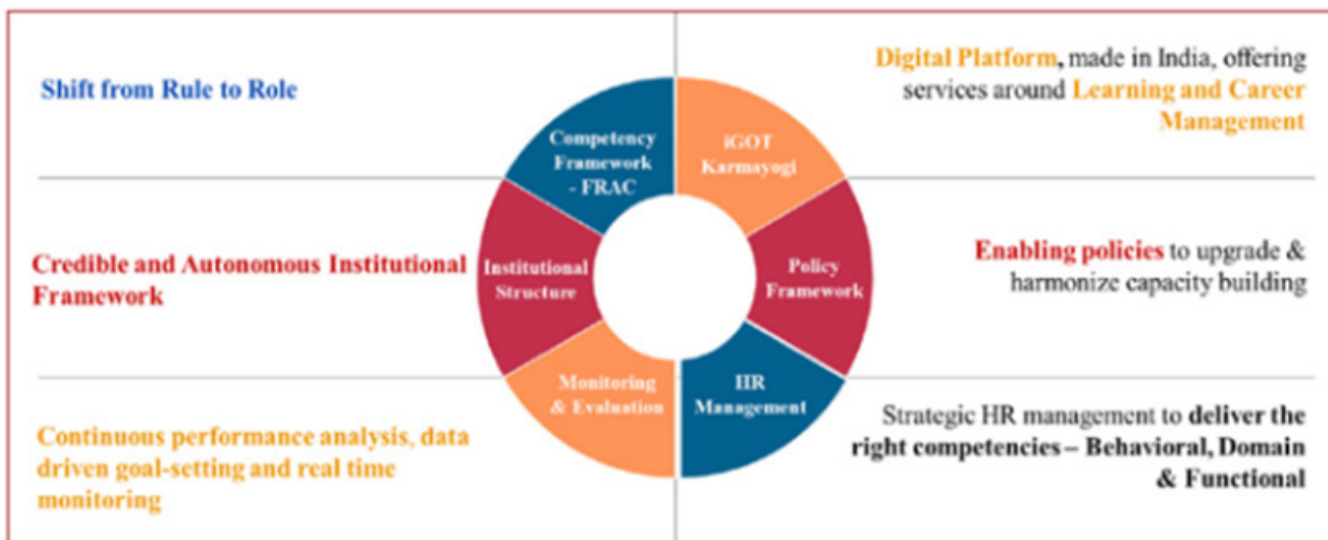 Shift from Rule to Role
Credible and Autonomous Institutional
Framework
Continuous performance analysis, data
driven goal-setting and real time
monitoring
Competency
Framework
- FRAC
iGOT
Karmayogi
Institutional
Structure
Policy
Framework
Monitoring
& Evaluation
HR
Management
Digital Platform, made in India, offering
services around Learning and Career
Management
Enabling policies to upgrade &
harmonize capacity building
Strategic HR management to deliver the
right competencies – Behavioral, Domain
& Functional